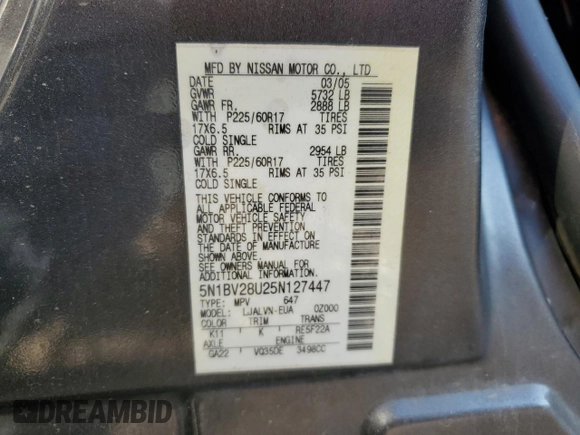 MFD BY NISSAN MOTOR CO., LTD
DATE 03/05
GVWR 5732 LB
GAWR FR. 2888 LB
WITH P225/60R17 TIRES
17X6.5 RIMS AT 35 PSI
COLD SINGLE
GAWR RR. 2954 LB
WITH P225/60R17 TIRES
17X6.5 RIMS AT 35 PSI
COLD SINGLE
THIS VEHICLE CONFORMS TO
ALL APPLICABLE FEDERAL
MOTOR VEHICLE SAFETY
AND THEFT PREVENTION
STANDARDS IN EFFECT ON
THE DATE OF MANUFACTURE
SHOWN ABOVE.
SEE OWNERS MANUAL FOR
ADDITIONAL INFORMATION.
5N1BV28U25N127447
TYPE: MPV 647
MODEL: LJALVN-EUA 0Z000
COLOR TRIM TRANS
K11 K RE5F22A
AXLE ENGINE
GA22 VQ35DE 3498CC
DREAMBID